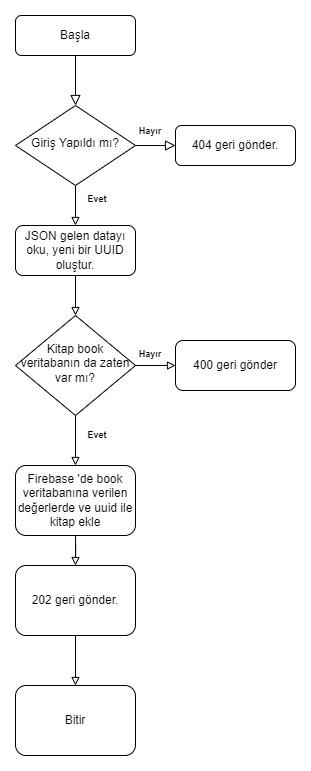 Başla
Giriş Yapıldı mı?
Hayır
404 geri gönder.
Evet
JSON gelen datayı
oku, yeni bir UUID
oluştur.
Kitap book
veritabanın da zaten
var mı?
Hayır
400 geri gönder
Evet
Firebase 'de book
veritabanına verilen
değerlerde ve uuid ile
kitap ekle
202 geri gönder.
Bitir